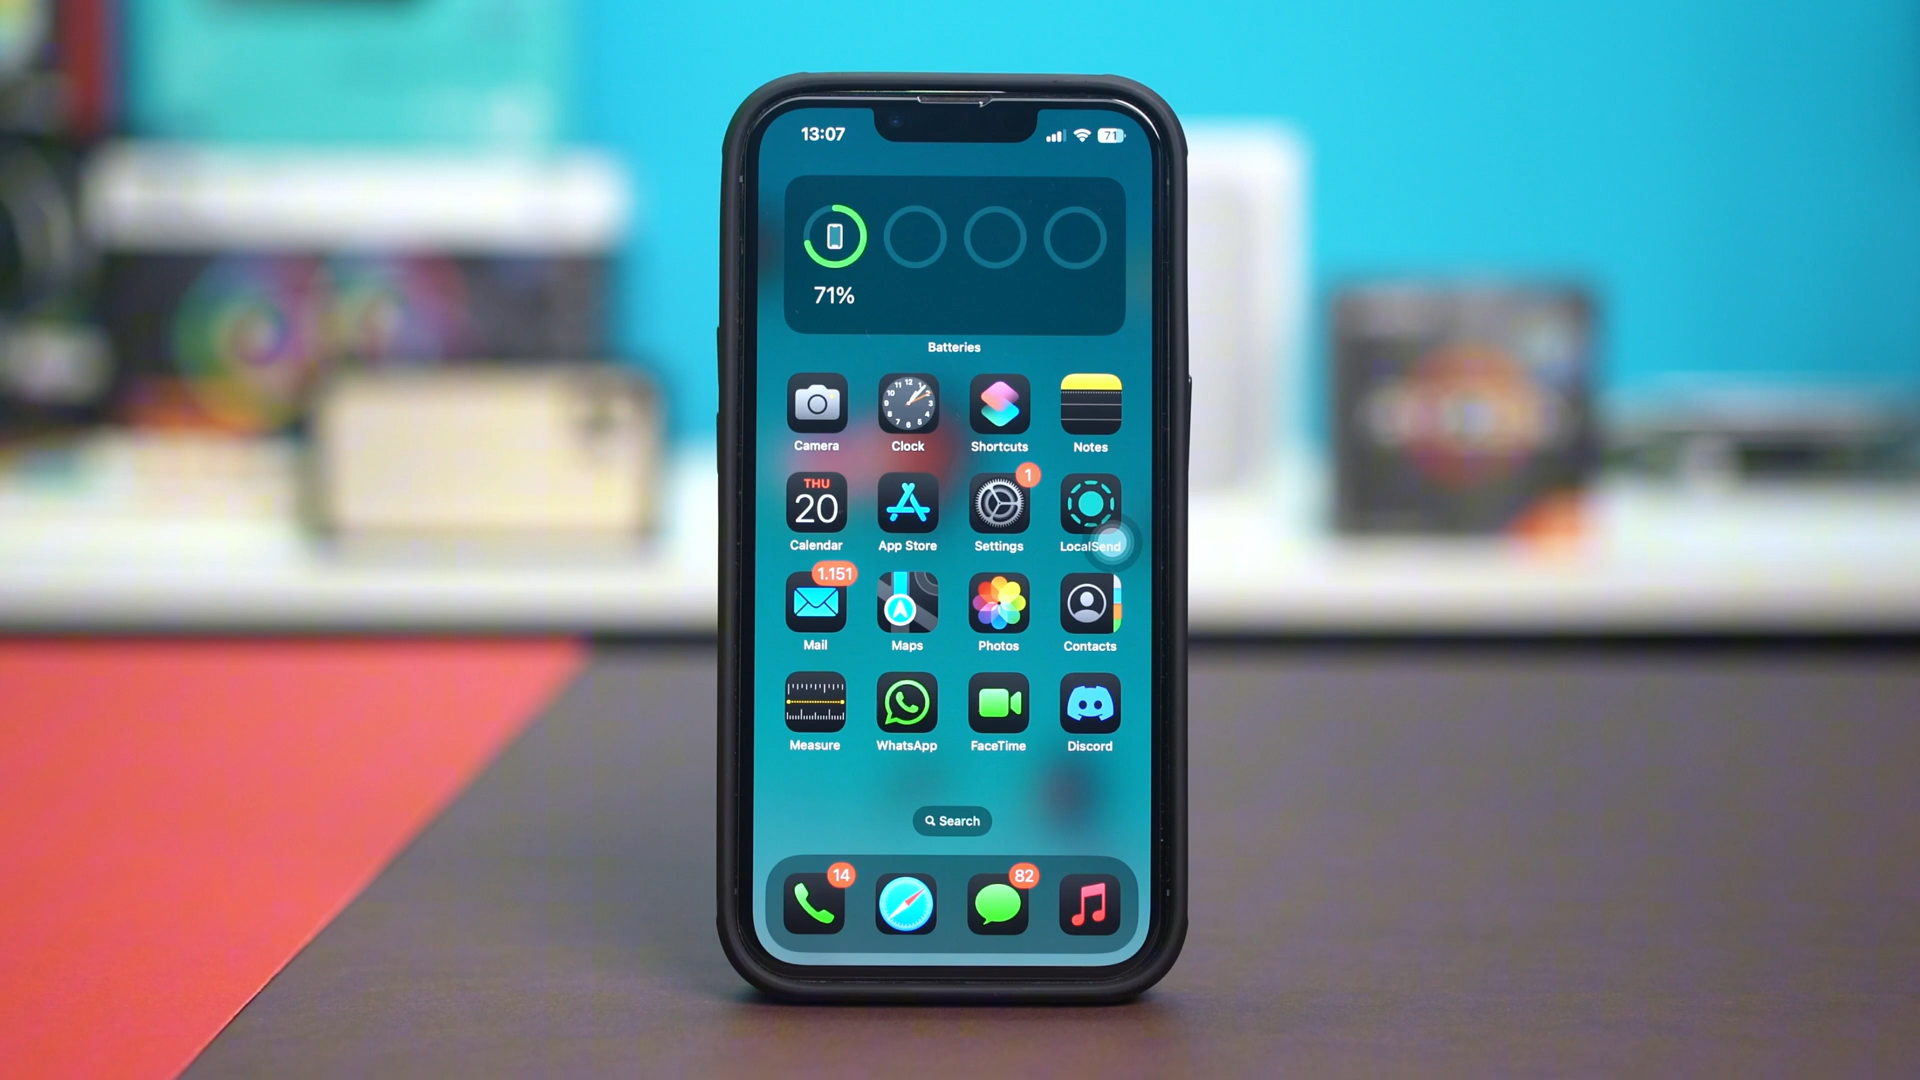 13:07 71
71%
Batteries
Camera Clock Shortcuts Notes
1
THU
20
Calendar App Store Settings LocalSend
1.151
Mail Maps Photos Contacts
Measure WhatsApp FaceTime Discord
Search
14 82